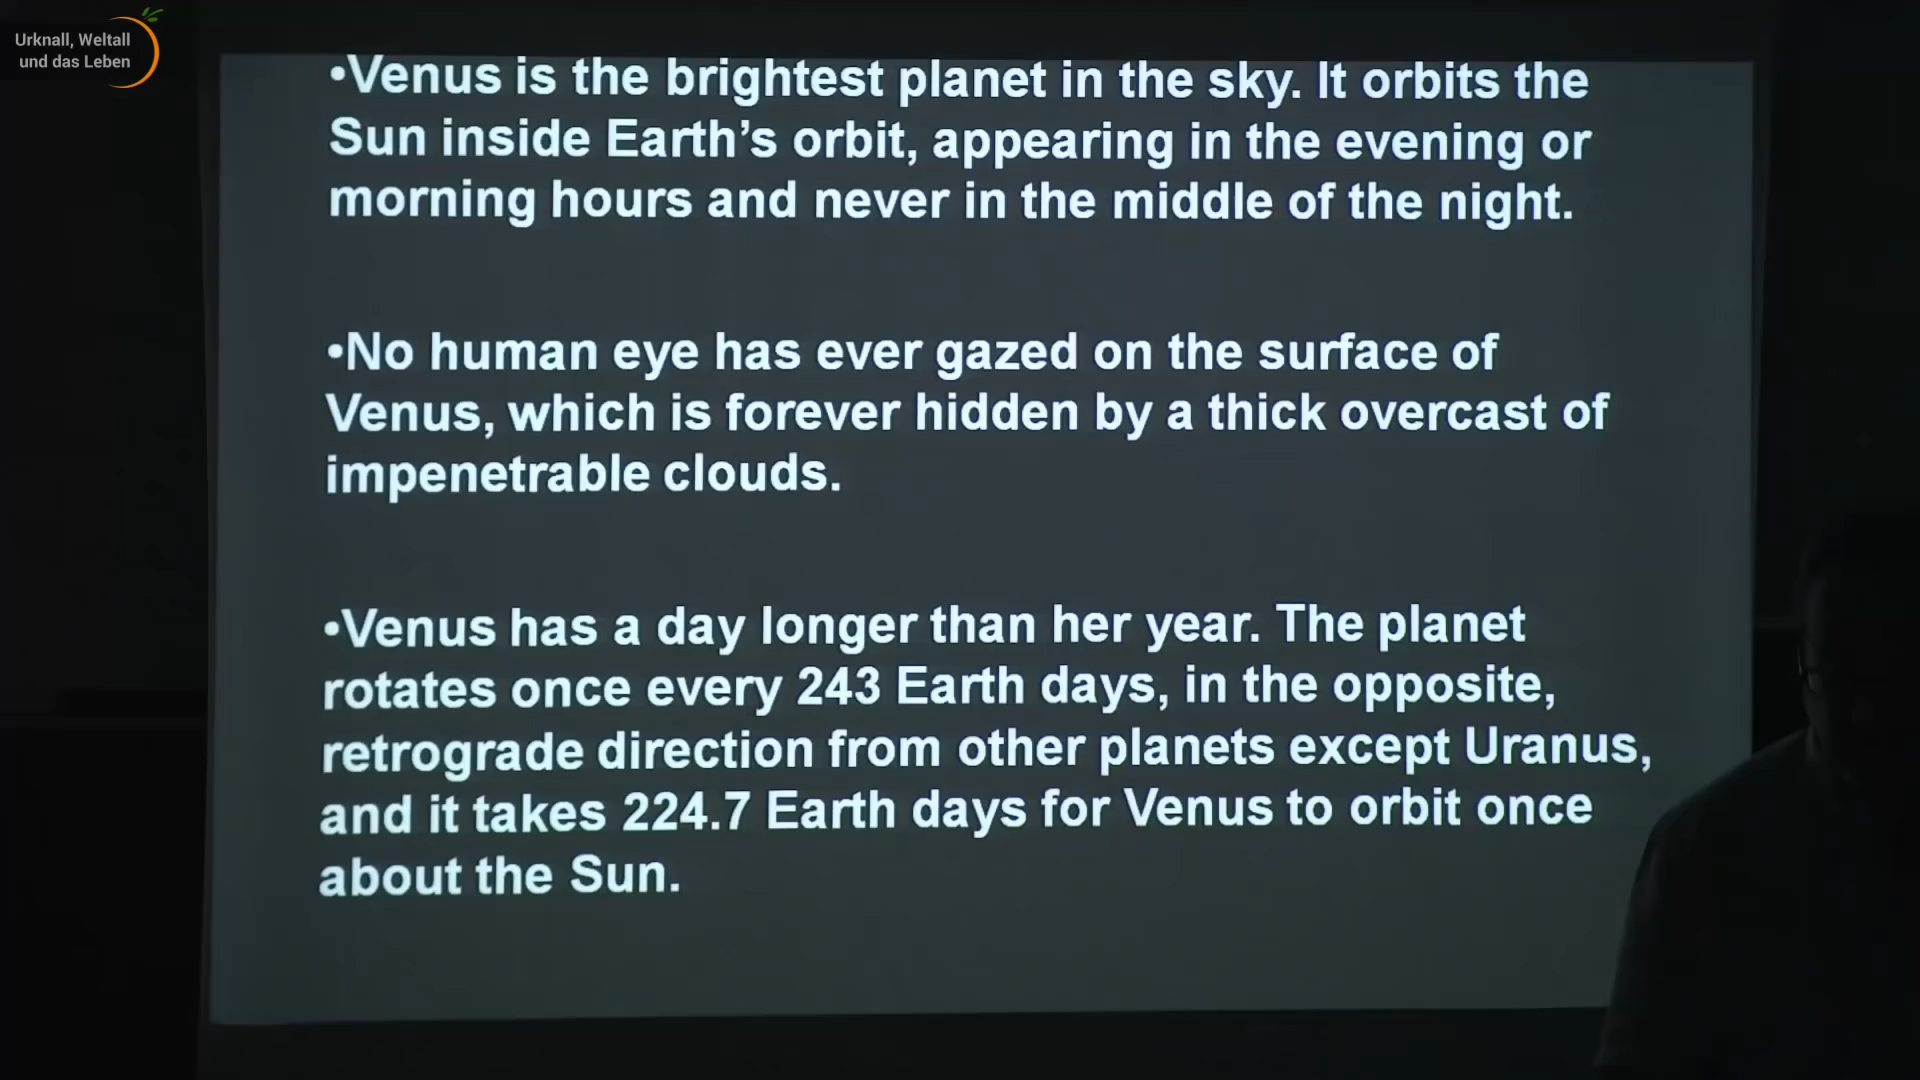 Urknall, Weltall
und das Leben
•Venus is the brightest planet in the sky. It orbits the
Sun inside Earth’s orbit, appearing in the evening or
morning hours and never in the middle of the night.
•No human eye has ever gazed on the surface of
Venus, which is forever hidden by a thick overcast of
impenetrable clouds.
•Venus has a day longer than her year. The planet
rotates once every 243 Earth days, in the opposite,
retrograde direction from other planets except Uranus,
and it takes 224.7 Earth days for Venus to orbit once
about the Sun.